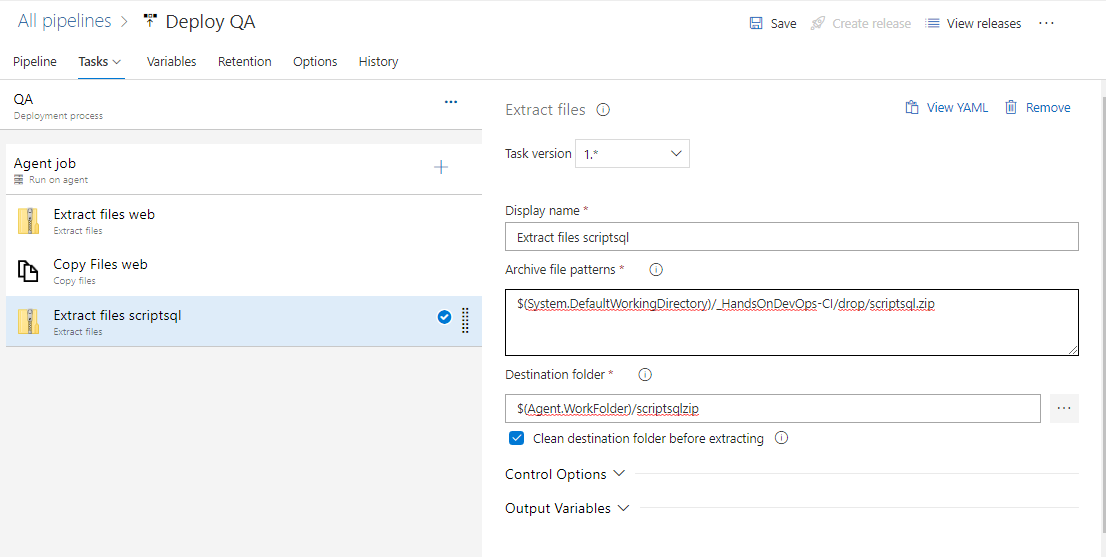 All pipelines > Deploy QA
Save Create release View releases ...
Pipeline Tasks Variables Retention Options History
QA
Deployment process
...
Agent job
Run on agent
+
Extract files web
Extract files
Copy Files web
Copy files
Extract files scriptsql
Extract files
Extract files
View YAML Remove
Task version 1.*
Display name *
Extract files scriptsql
Archive file patterns *
$(System.DefaultWorkingDirectory)/_HandsOnDevOps-CI/drop/scriptsql.zip
Destination folder *
$(Agent.WorkFolder)/scriptsqlzip
...
Clean destination folder before extracting
Control Options
Output Variables